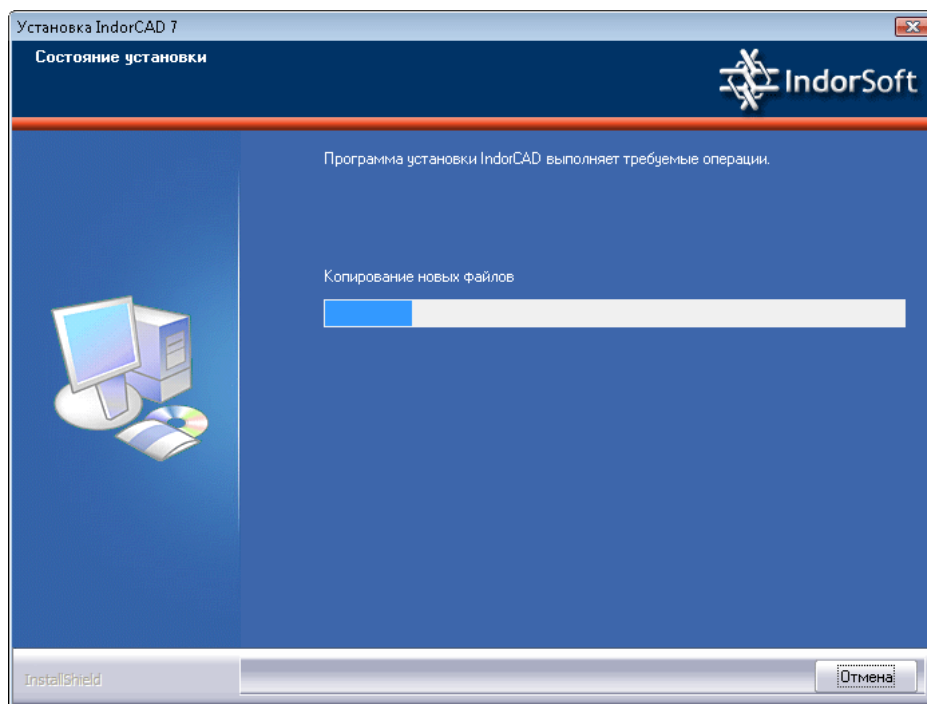 Установка IndorCAD 7
Состояние установки
IndorSoft
Программа установки IndorCAD выполняет требуемые операции.
Копирование новых файлов
InstallShield
Отмена